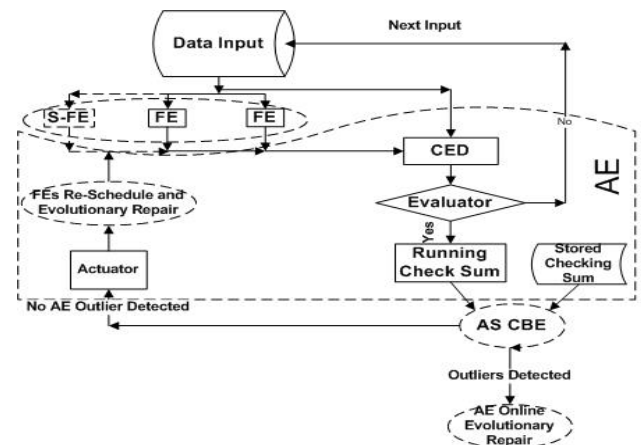 Next Input
Data Input
S-FE
FE
FE
No
CED
AE
FEs Re-Schedule and
Evolutionary Repair
Evaluator
Yes
Actuator
Running
Check Sum
Stored
Checking
Sum
No AE Outlier Detected
AS CBE
Outliers Detected
AE Online
Evolutionary
Repair